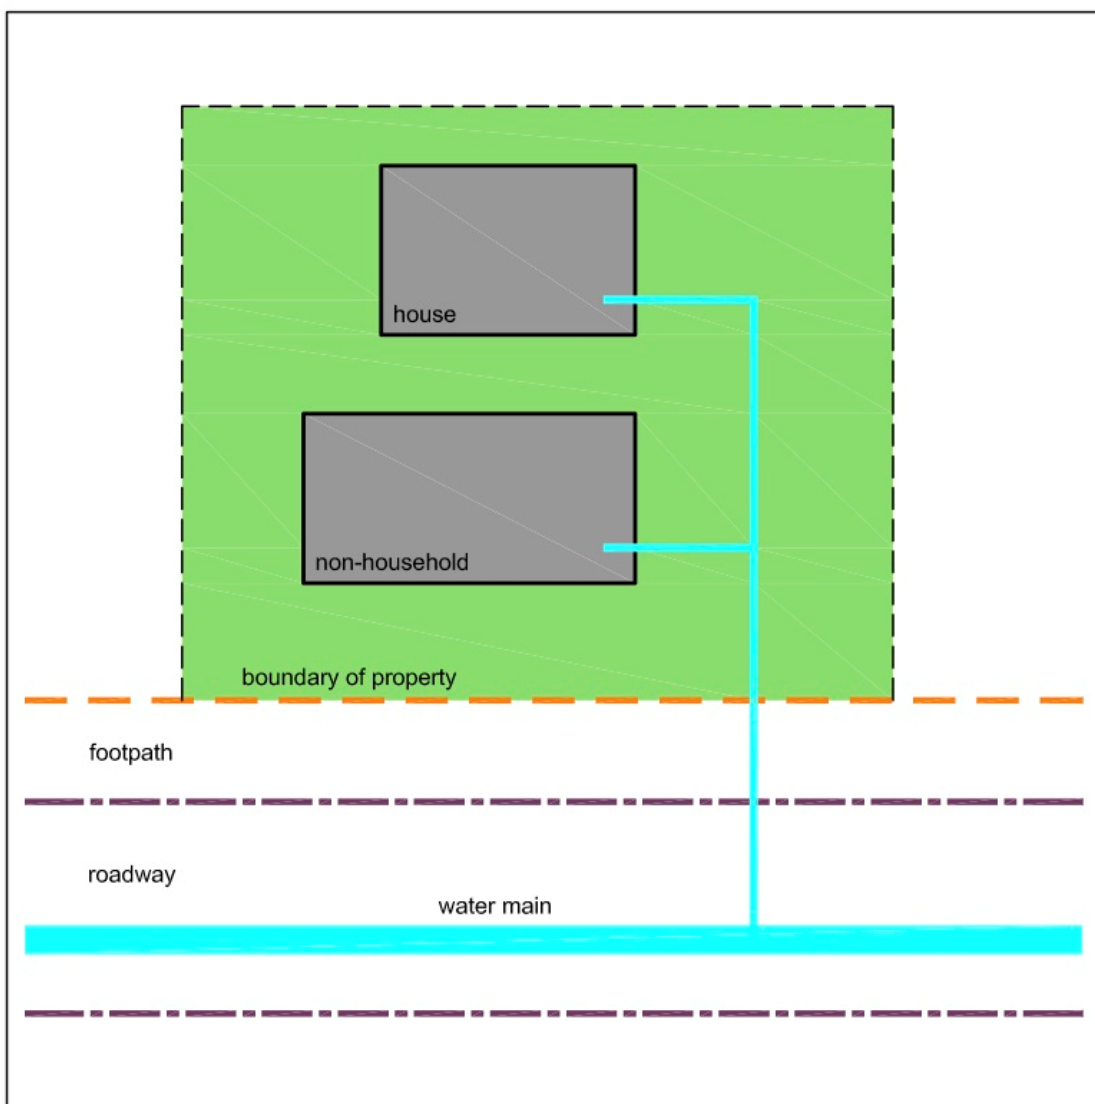 house
non-household
boundary of property
footpath
roadway
water main